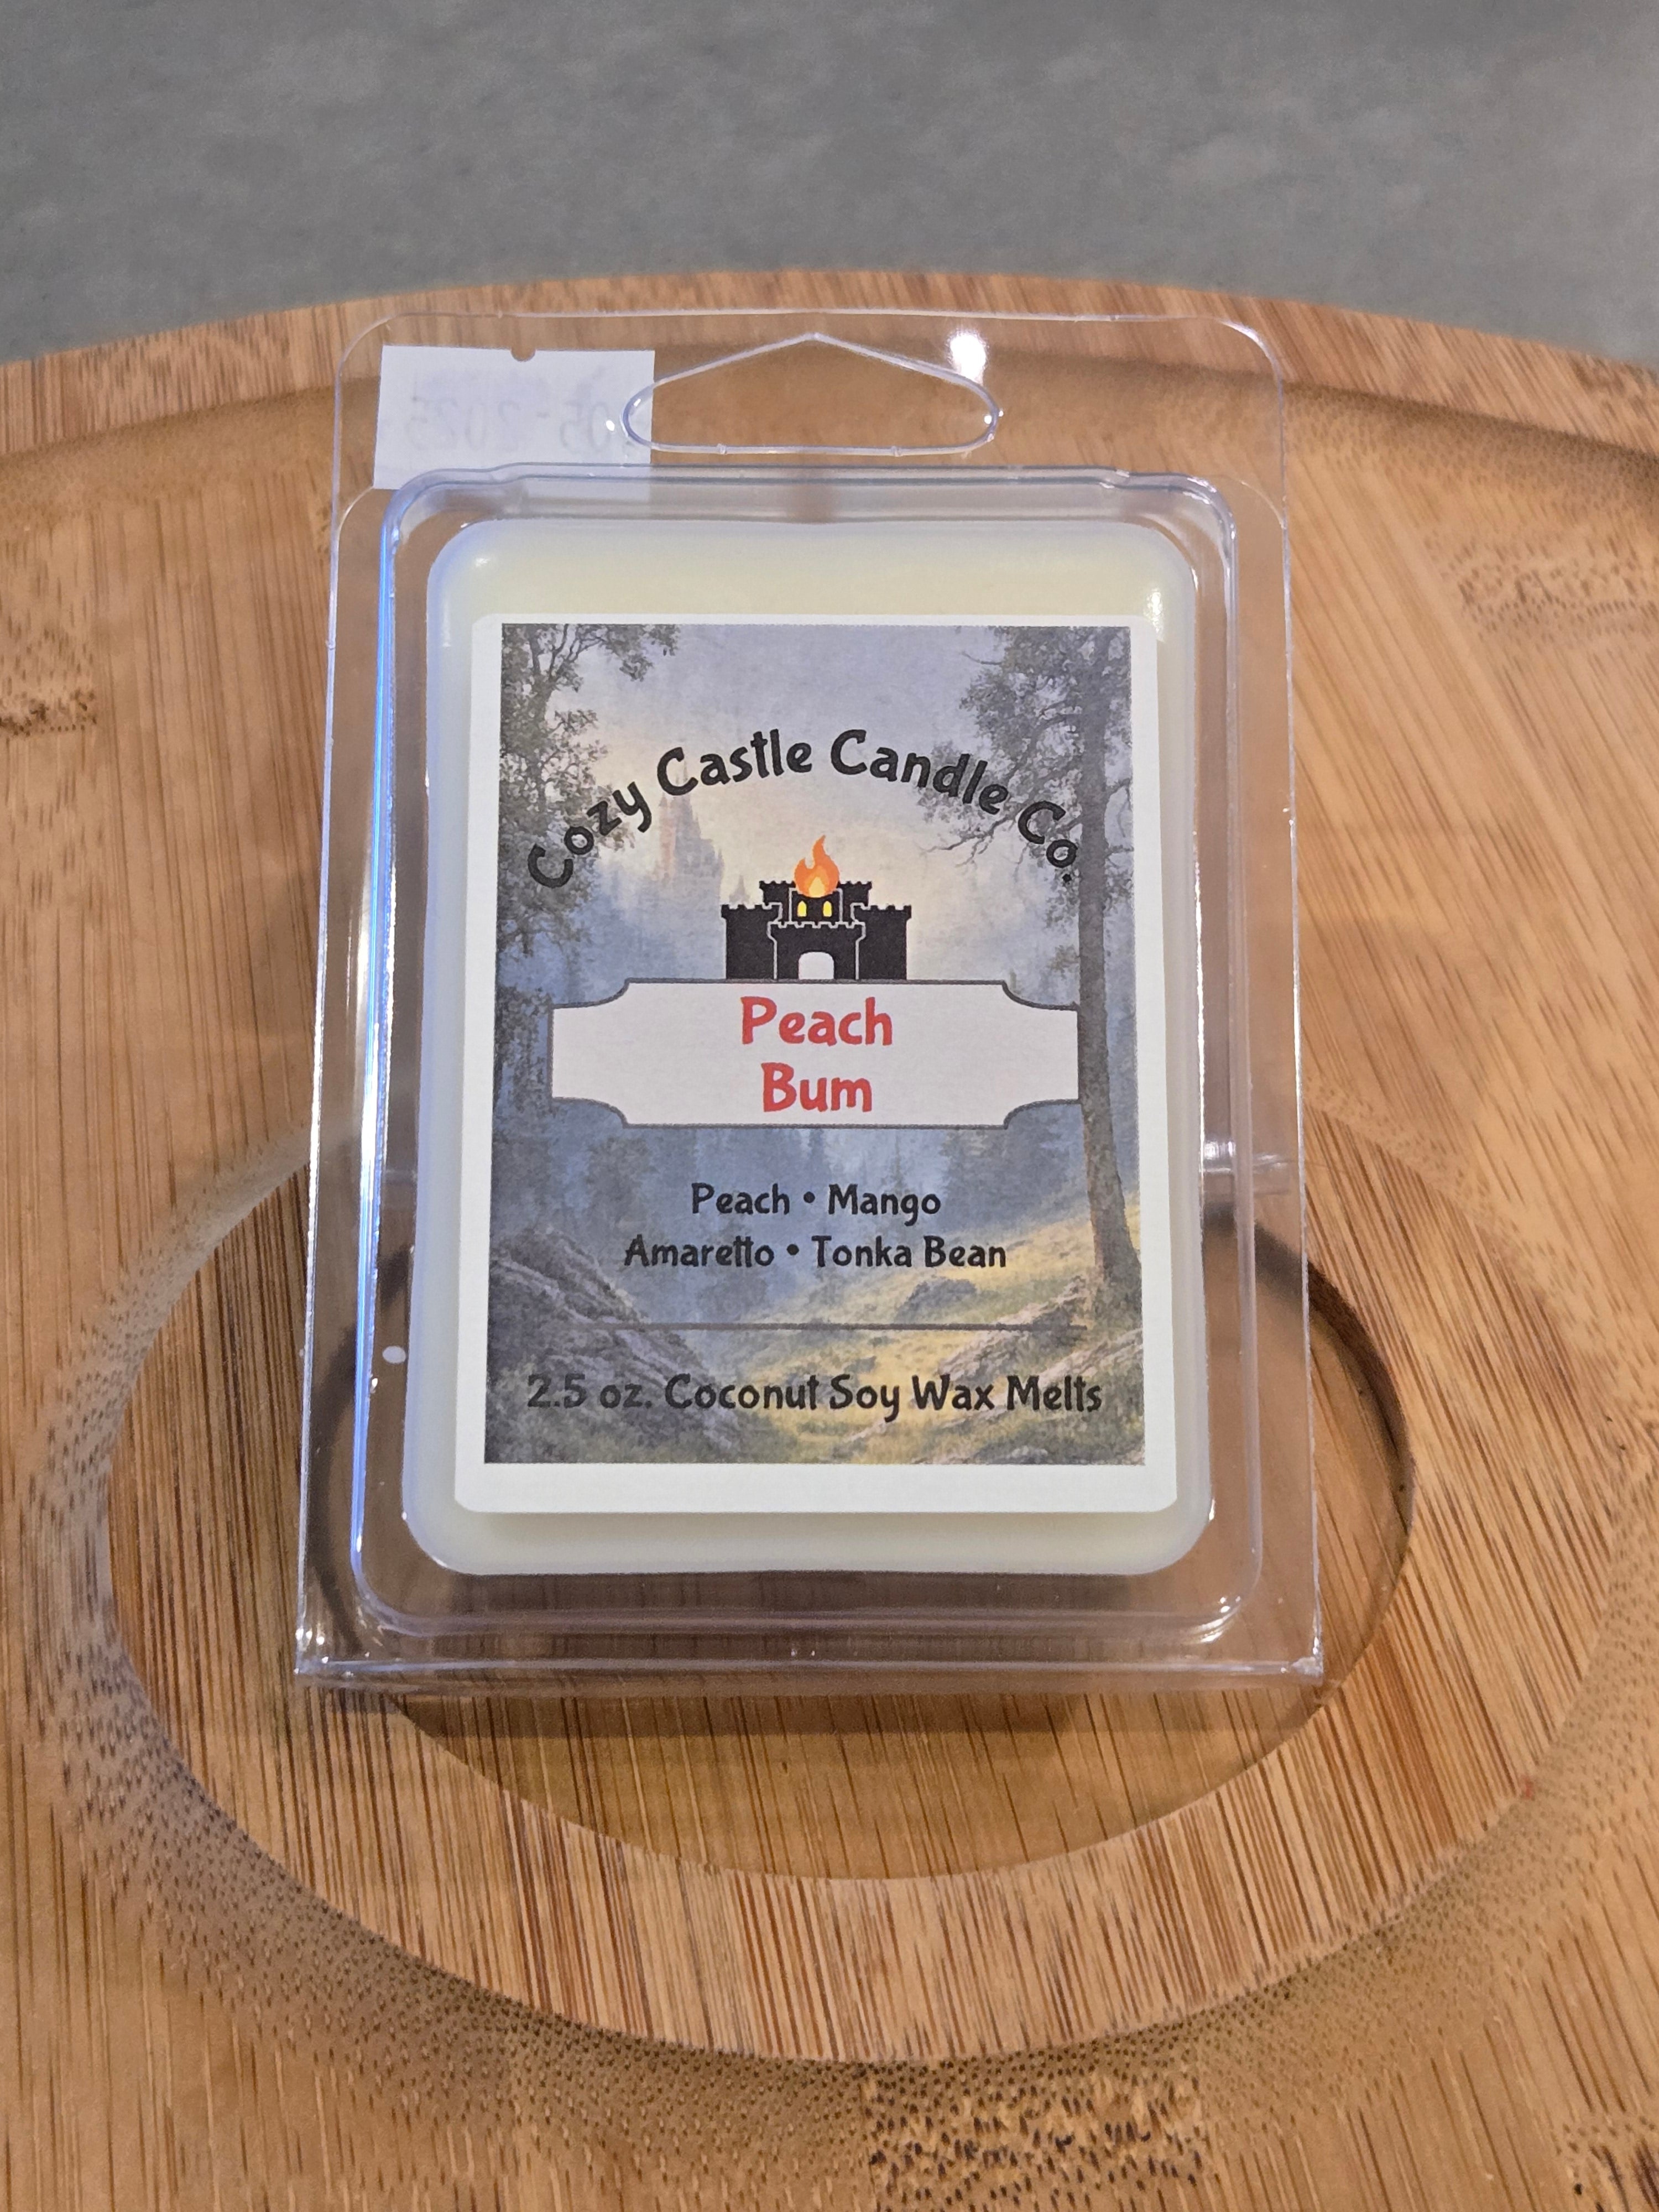 Cozy Castle Candle Co.
Peach
Bum
Peach • Mango
Amaretto • Tonka Bean
2.5 oz. Coconut Soy Wax Melts